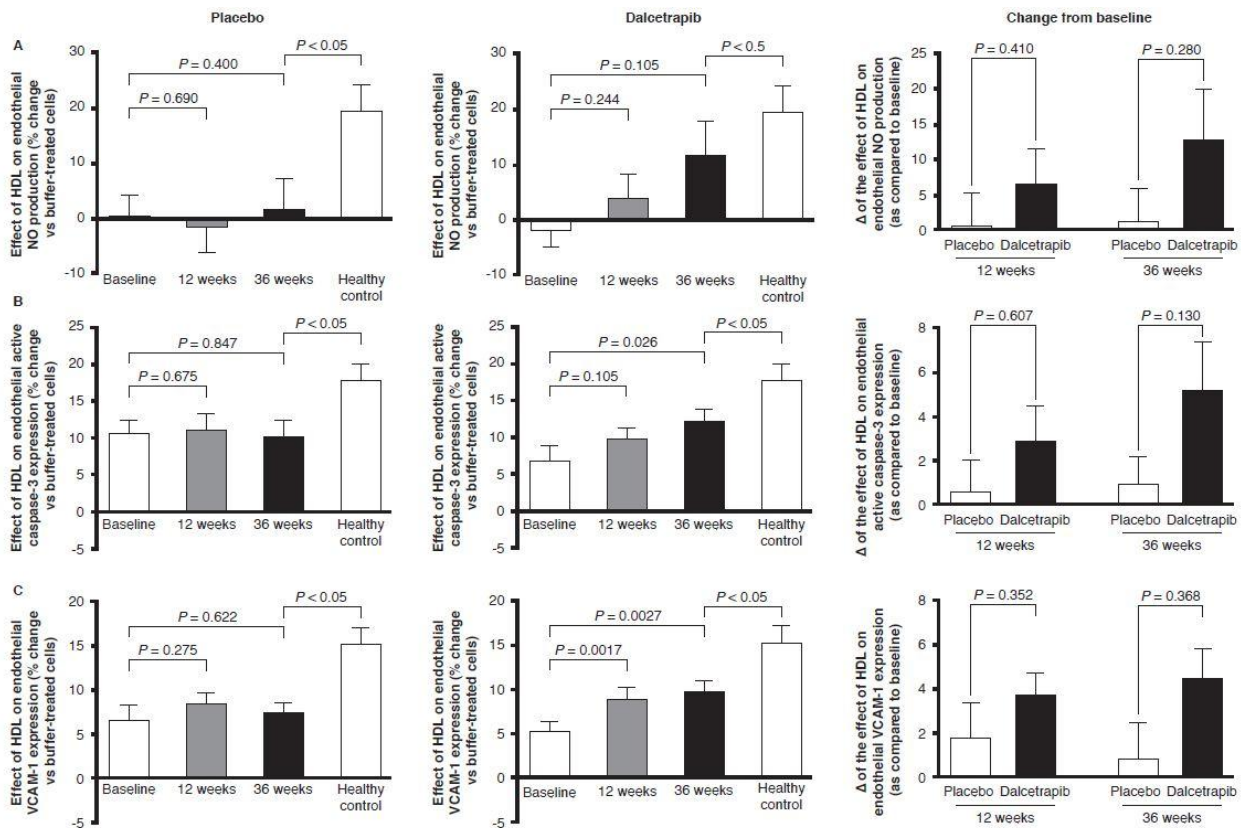 Placebo
Dalcetrapib
Change from baseline
A
Effect of HDL on endothelial
NO production (% change
vs buffer-treated cells)
30
20
10
0
-10
P = 0.400
P < 0.05
P = 0.690
Baseline
12 weeks
36 weeks
Healthy
control
Effect of HDL on endothelial
NO production (% change
vs buffer-treated cells)
30
20
10
0
-10
P = 0.105
P < 0.5
P = 0.244
Baseline
12 weeks
36 weeks
Healthy
control
Δ of the effect of HDL on
endothelial NO production
(as compared to baseline)
25
20
15
10
5
0
P = 0.410
P = 0.280
Placebo Dalcetrapib
12 weeks
Placebo Dalcetrapib
36 weeks
B
Effect of HDL on endothelial active
caspase-3 expression (% change
vs buffer-treated cells)
25
20
15
10
5
0
-5
P = 0.847
P < 0.05
P = 0.675
Baseline
12 weeks
36 weeks
Healthy
control
Effect of HDL on endothelial active
caspase-3 expression (% change
vs buffer-treated cells)
25
20
15
10
5
0
-5
P = 0.026
P < 0.05
P = 0.105
Baseline
12 weeks
36 weeks
Healthy
control
Δ of the effect of HDL on endothelial
active caspase-3 expression
(as compared to baseline)
8
6
4
2
0
P = 0.607
P = 0.130
Placebo Dalcetrapib
12 weeks
Placebo Dalcetrapib
36 weeks
C
Effect of HDL on endothelial
VCAM-1 expression (% change
vs buffer-treated cells)
20
15
10
5
0
-5
P = 0.622
P < 0.05
P = 0.275
Baseline
12 weeks
36 weeks
Healthy
control
Effect of HDL on endothelial
VCAM-1 expression (% change
vs buffer-treated cells)
20
15
10
5
0
-5
P = 0.0027
P < 0.05
P = 0.0017
Baseline
12 weeks
36 weeks
Healthy
control
Δ of the effect of HDL on
endothelial VCAM-1 expression
(as compared to baseline)
8
6
4
2
0
P = 0.352
P = 0.368
Placebo Dalcetrapib
12 weeks
Placebo Dalcetrapib
36 weeks